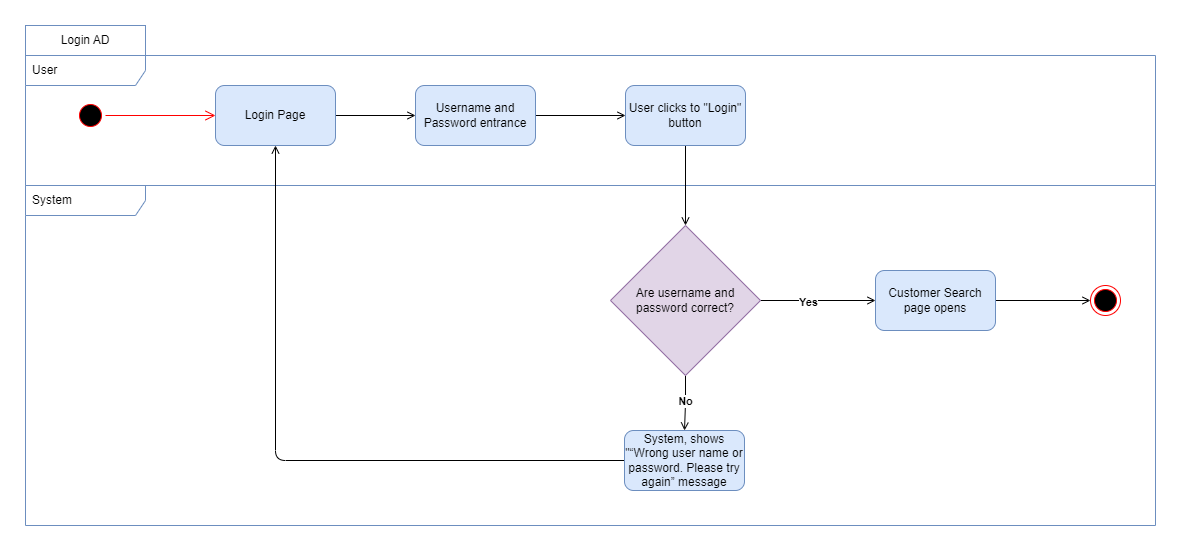 Login AD
User
Login Page
Username and
Password entrance
User clicks to "Login"
button
System
Are username and
password correct?
Yes
Customer Search
page opens
No
System, shows
"“Wrong user name or
password. Please try
again” message